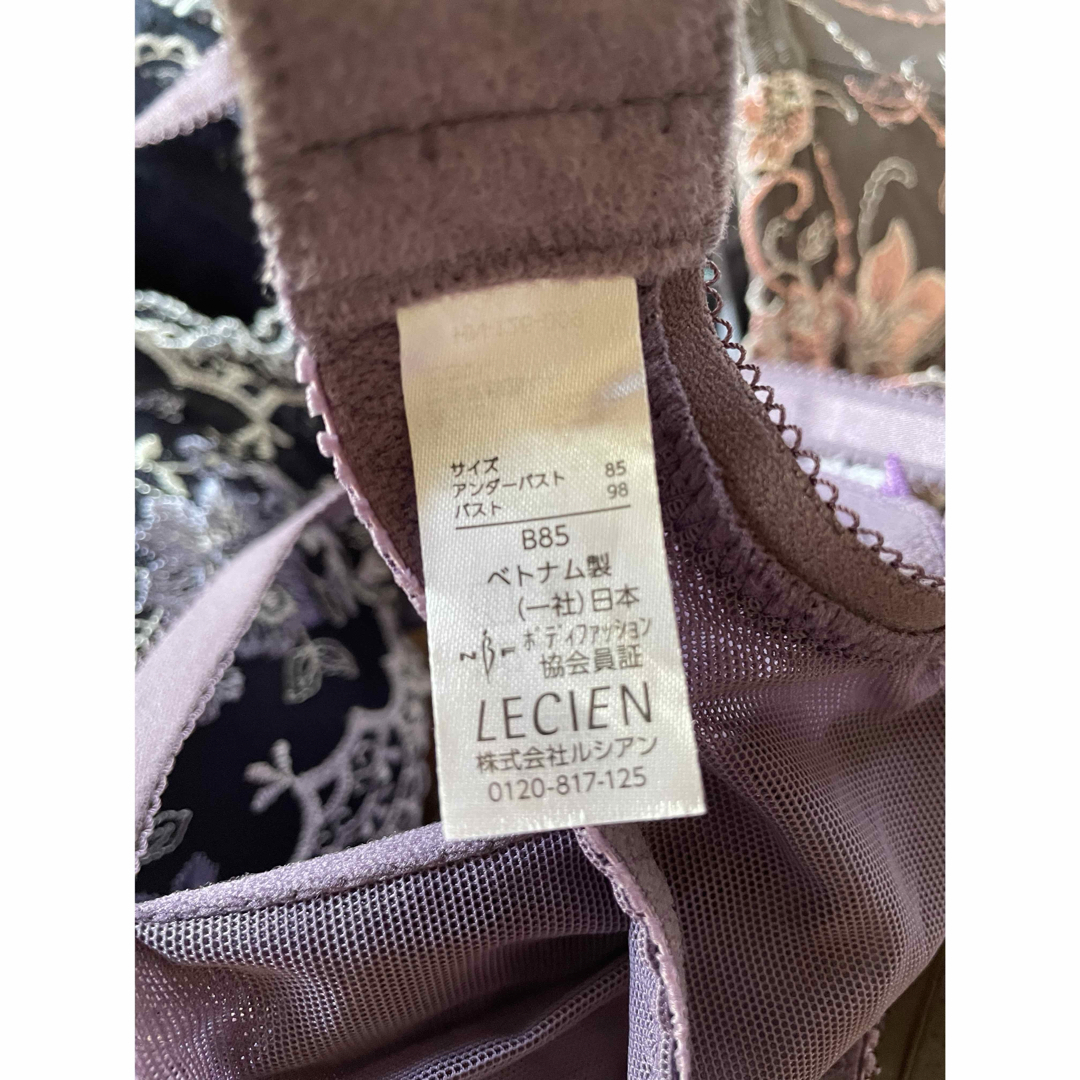 サイズ
アンダーバスト 85
バスト 98
B85
ベトナム製
(一社)日本
NBF ボディファッション
協会員証
LECIEN
株式会社ルシアン
0120-817-125